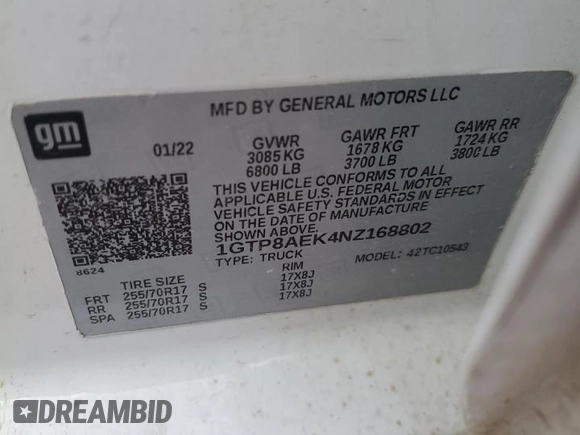 gm
MFD BY GENERAL MOTORS LLC
01/22 GVWR GAWR FRT GAWR RR
3085 KG 1678 KG 1724 KG
6800 LB 3700 LB 3800 LB
THIS VEHICLE CONFORMS TO ALL
APPLICABLE U.S. FEDERAL MOTOR
VEHICLE SAFETY STANDARDS IN EFFECT
ON THE DATE OF MANUFACTURE
SHOWN ABOVE.
1GTP8AEK4NZ168802
TYPE: TRUCK MODEL: 42TC10543
8624
TIRE SIZE RIM
FRT 255/70R17 S 17X8J
RR 255/70R17 S 17X8J
SPA 255/70R17 S 17X8J
DREAMBID